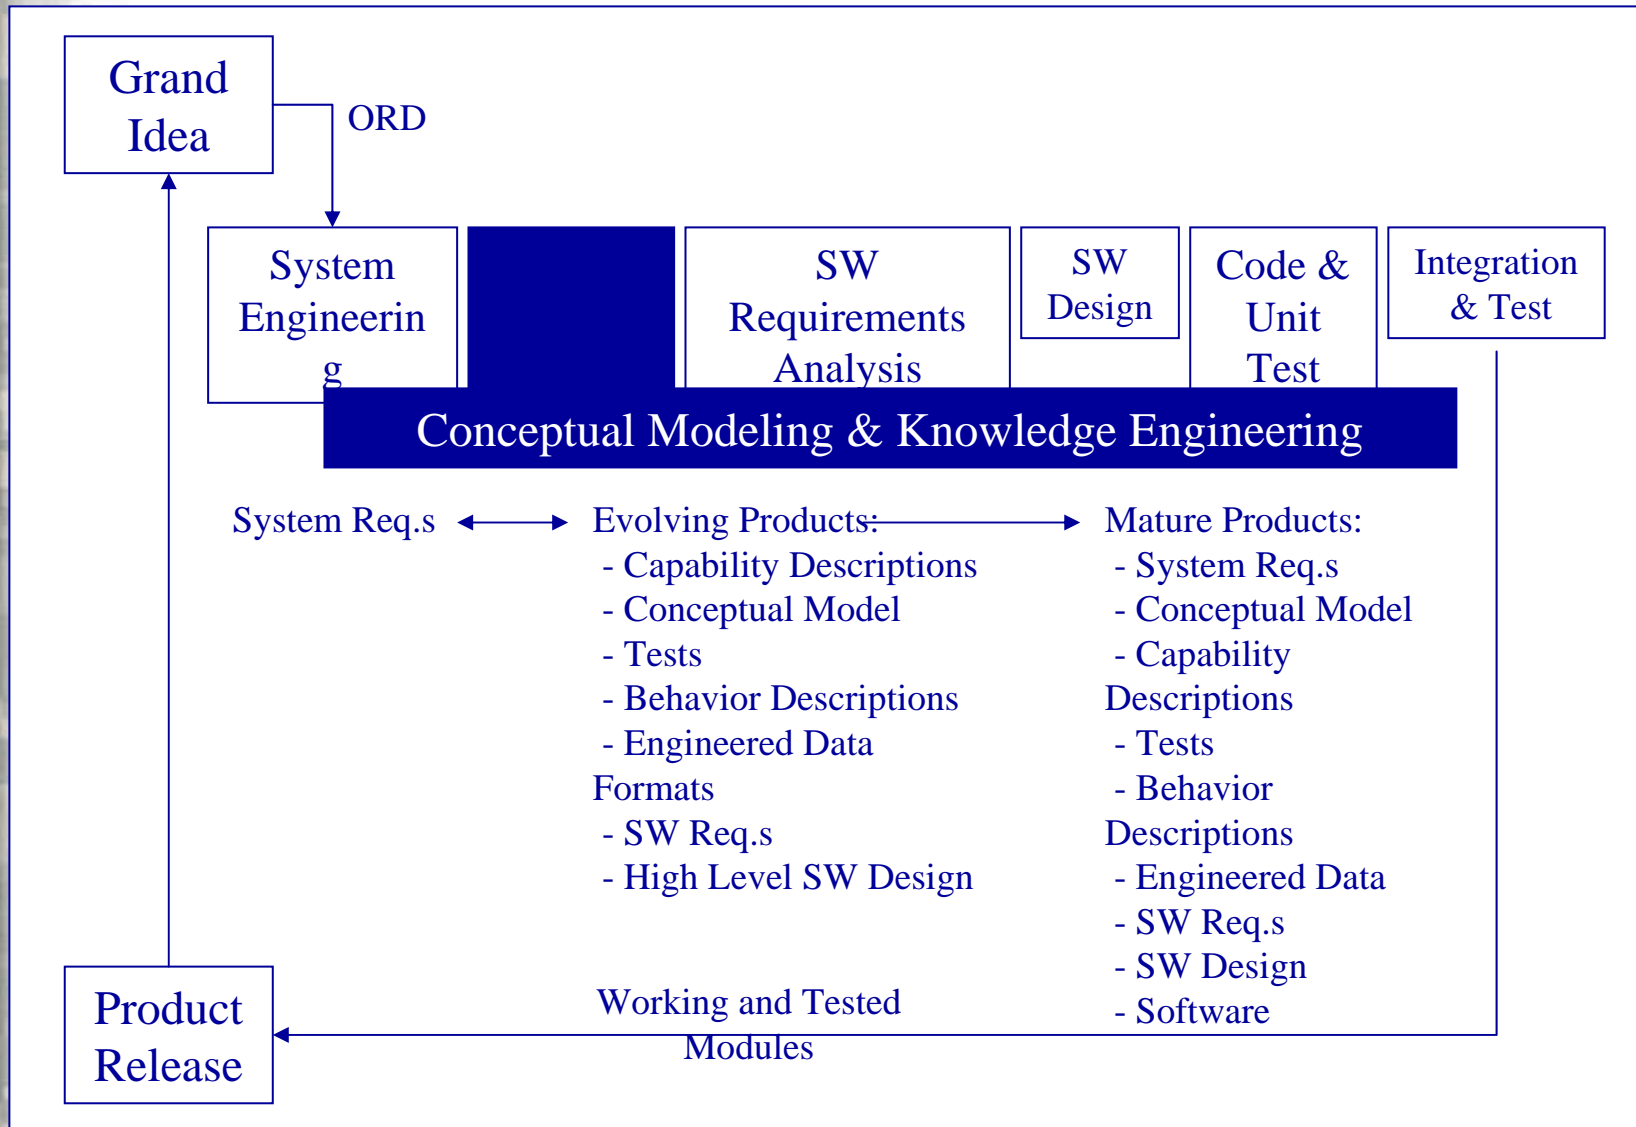 Grand
Idea
ORD
System
Engineerin
g
SW
Requirements
Analysis
SW
Design
Code &
Unit
Test
Integration
& Test
Conceptual Modeling & Knowledge Engineering
System Req.s
Evolving Products:
- Capability Descriptions
- Conceptual Model
- Tests
- Behavior Descriptions
- Engineered Data
Formats
- SW Req.s
- High Level SW Design
Mature Products:
- System Req.s
- Conceptual Model
- Capability
Descriptions
- Tests
- Behavior
Descriptions
- Engineered Data
- SW Req.s
- SW Design
- Software
Working and Tested
Modules
Product
Release